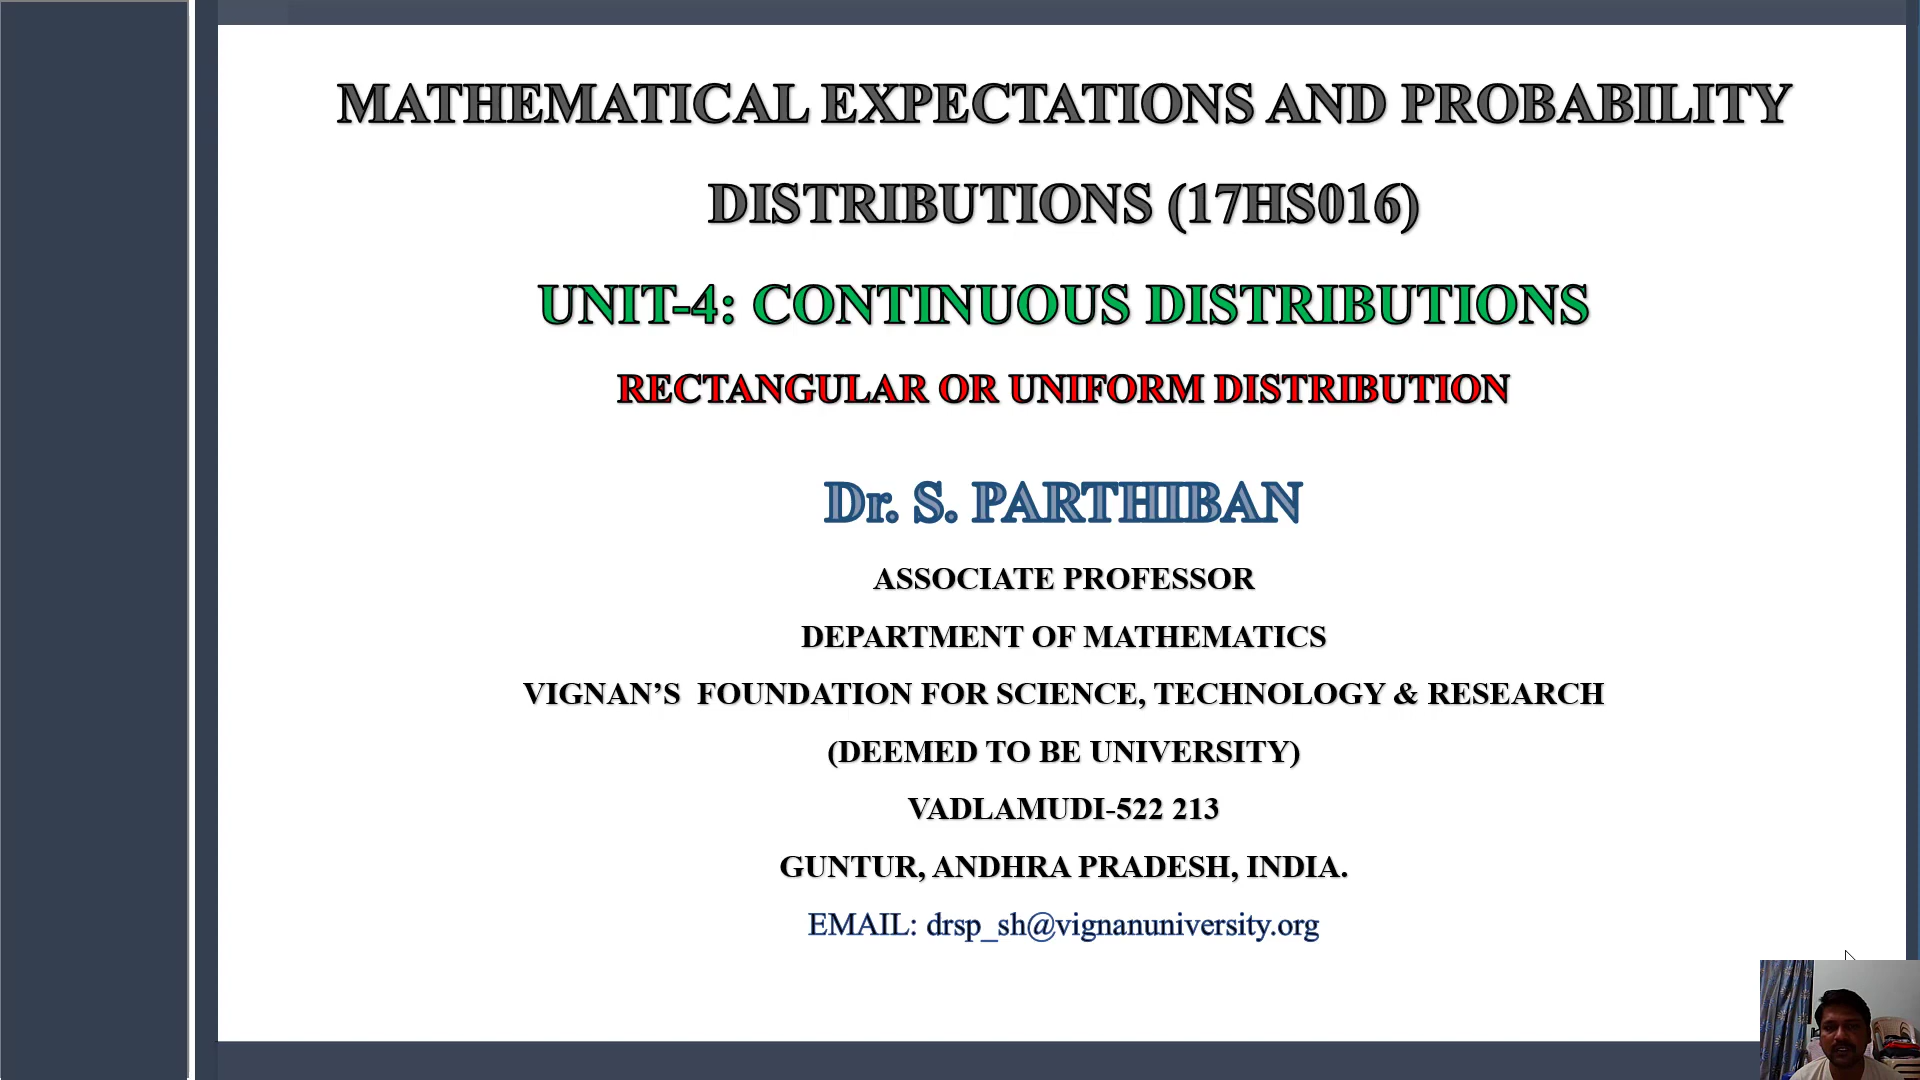 MATHEMATICAL EXPECTATIONS AND PROBABILITY
DISTRIBUTIONS (17HS016)
UNIT-4: CONTINUOUS DISTRIBUTIONS
RECTANGULAR OR UNIFORM DISTRIBUTION
Dr. S. PARTHIBAN
ASSOCIATE PROFESSOR
DEPARTMENT OF MATHEMATICS
VIGNAN’S FOUNDATION FOR SCIENCE, TECHNOLOGY & RESEARCH
(DEEMED TO BE UNIVERSITY)
VADLAMUDI-522 213
GUNTUR, ANDHRA PRADESH, INDIA.
EMAIL: drsp_sh@vignanuniversity.org